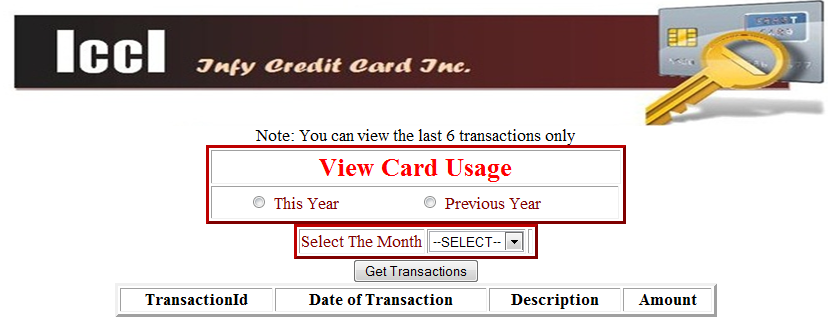 Iccl Infy Credit Card Inc.
Note: You can view the last 6 transactions only
View Card Usage
This Year Previous Year
Select The Month --SELECT--
Get Transactions
TransactionId Date of Transaction Description Amount